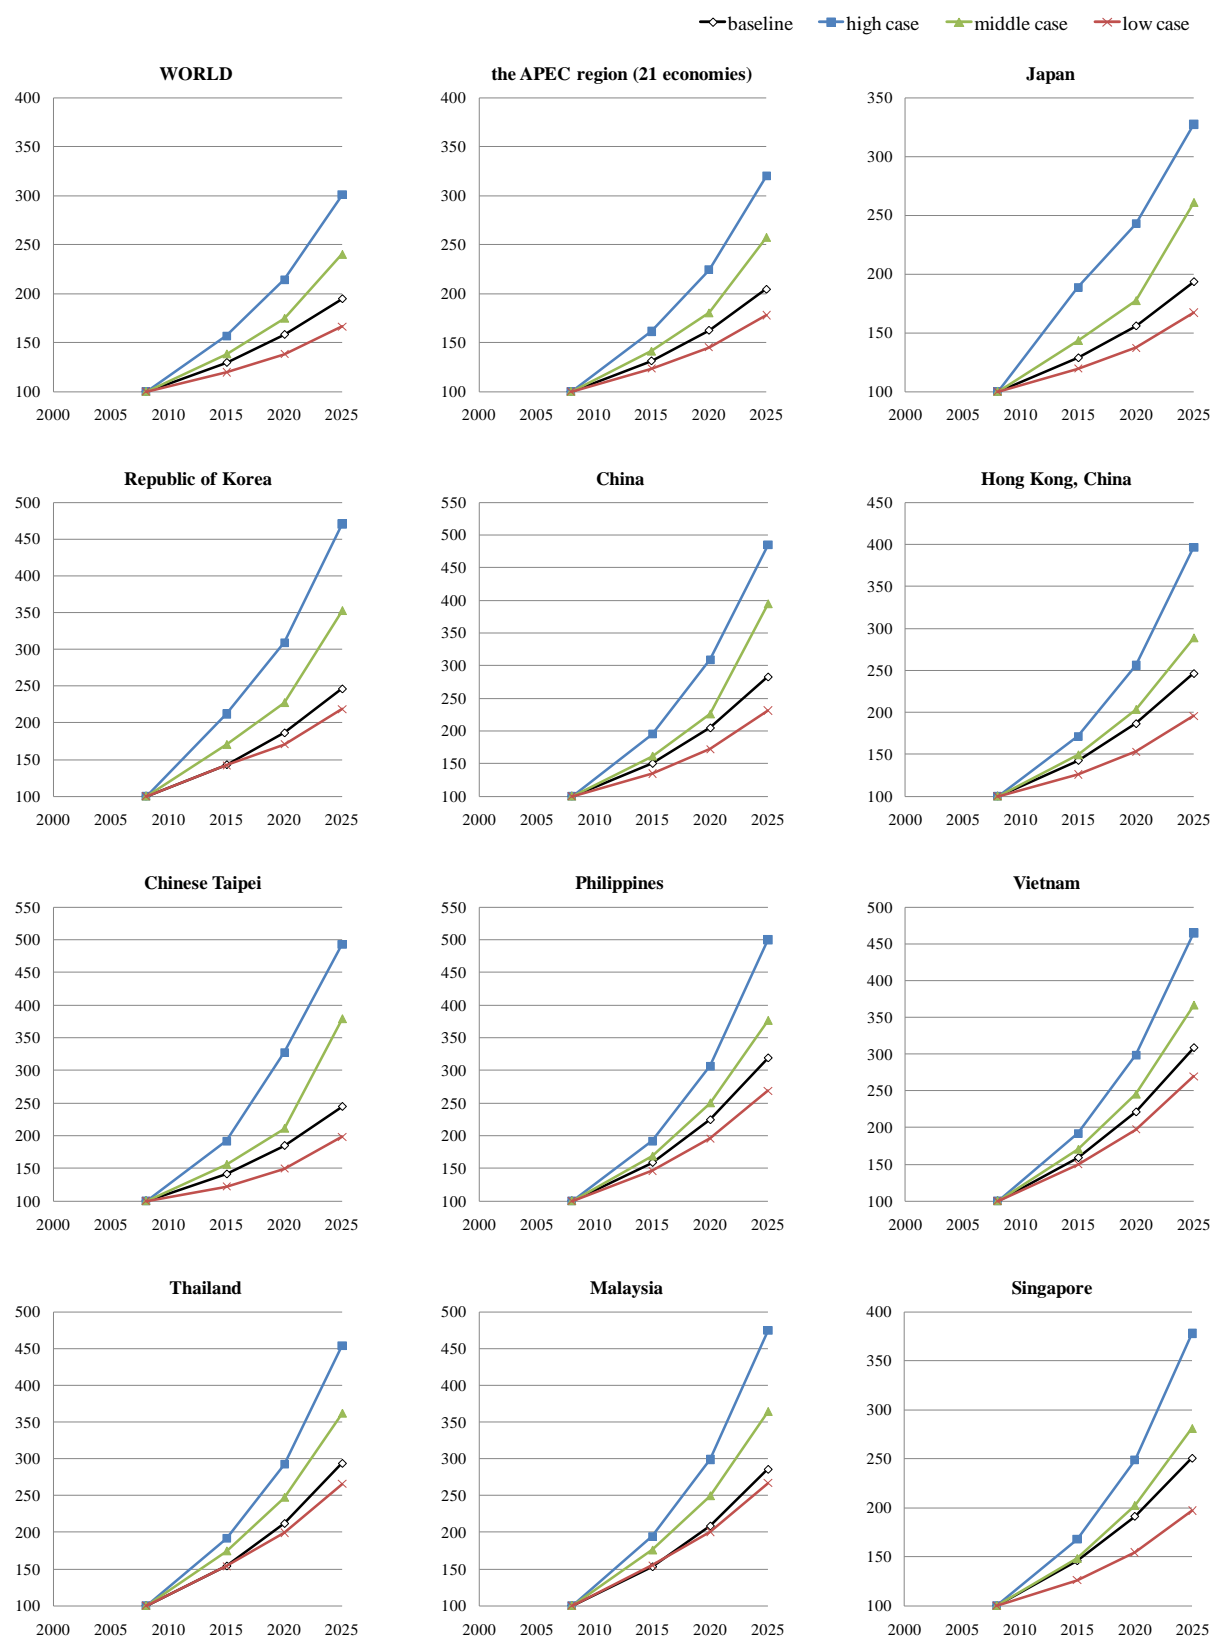 baseline high case middle case low case
WORLD the APEC region (21 economies) Japan
400 400 350
350 350 300
300 300 250
250 250 200
200 200 150
150 150 100
100 100
2000 2005 2010 2015 2020 2025 2000 2005 2010 2015 2020 2025 2000 2005 2010 2015 2020 2025
Republic of Korea China Hong Kong, China
500 550 450
450 500 400
400 450 350
350 400 300
300 350 250
250 300 200
200 250 150
150 200 100
100 150
100
2000 2005 2010 2015 2020 2025 2000 2005 2010 2015 2020 2025 2000 2005 2010 2015 2020 2025
Chinese Taipei Philippines Vietnam
550 550 500
500 500 450
450 450 400
400 400 350
350 350 300
300 300 250
250 250 200
200 200 150
150 150 100
100 100
2000 2005 2010 2015 2020 2025 2000 2005 2010 2015 2020 2025 2000 2005 2010 2015 2020 2025
Thailand Malaysia Singapore
500 500 400
450 450 350
400 400 300
350 350 250
300 300 200
250 250 150
200 200 100
150 150
100 100
2000 2005 2010 2015 2020 2025 2000 2005 2010 2015 2020 2025 2000 2005 2010 2015 2020 2025